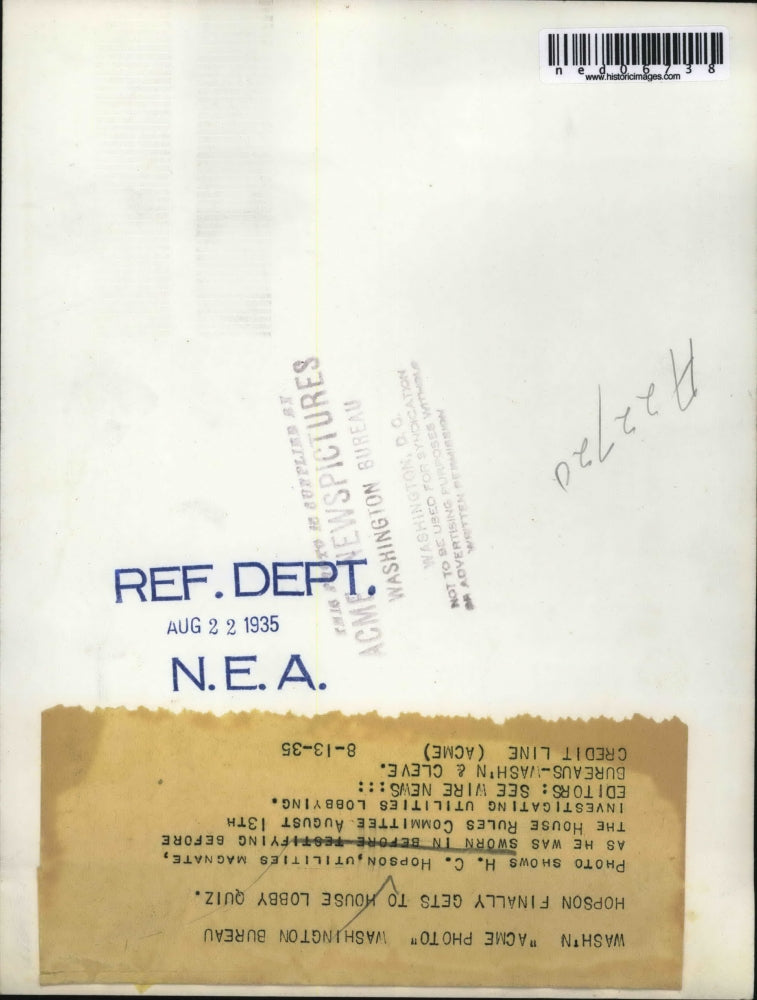 ned06738
www.historicimages.com
THIS PHOTO IS SUPPLIED BY
ACME NEWSPICTURES
WASHINGTON BUREAU
WASHINGTON, D.C.
NOT TO BE USED FOR SYNDICATION
OR ADVERTISING PURPOSES WITHOUT
WRITTEN PERMISSION
REF. DEPT.
AUG 22 1935
N.E.A.
WASH'N "ACME PHOTO" WASHINGTON BUREAU
HOPSON FINALLY GETS TO HOUSE LOBBY QUIZ.
PHOTO SHOWS H. C. HOPSON,UTILITIES MAGNATE,
AS HE WAS SWORN IN BEFORE TESTIFYING BEFORE
THE HOUSE RULES COMMITTEE AUGUST 13TH
INVESTIGATING UTILITIES LOBBYING.
EDITORS: SEE WIRE NEWS:::
BUREAUS-WASH'N & CLEVE.
CREDIT LINE (ACME) 8-13-35